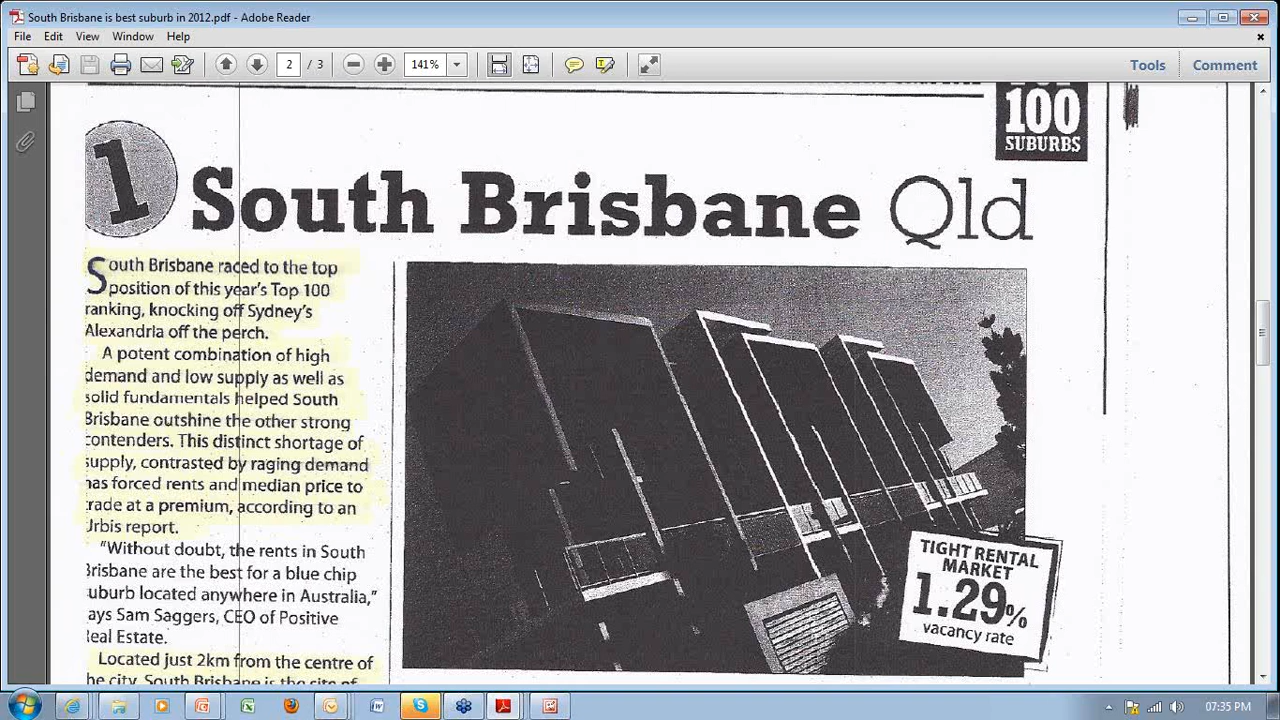 South Brisbane is best suburb in 2012.pdf - Adobe Reader
File Edit View Window Help
2 / 3
141%
Tools Comment
100
SUBURBS
1 South Brisbane Qld
South Brisbane raced to the top
position of this year's Top 100
ranking, knocking off Sydney's
Alexandria off the perch.
A potent combination of high
demand and low supply as well as
solid fundamentals helped South
Brisbane outshine the other strong
contenders. This distinct shortage of
supply, contrasted by raging demand
has forced rents and median price to
trade at a premium, according to an
Urbis report.
"Without doubt, the rents in South
Brisbane are the best for a blue chip
suburb located anywhere in Australia,"
ays Sam Saggers, CEO of Positive
Real Estate.
Located just 2km from the centre of
he city, South Brisbane is the city of
TIGHT RENTAL
MARKET
1.29%
vacancy rate
07:35 PM